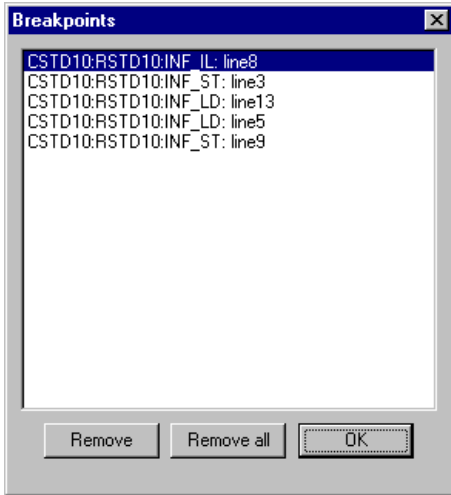 Breakpoints
CSTD10:RSTD10:INF_IL: line8
CSTD10:RSTD10:INF_ST: line3
CSTD10:RSTD10:INF_LD: line13
CSTD10:RSTD10:INF_LD: line5
CSTD10:RSTD10:INF_ST: line9
Remove
Remove all
OK